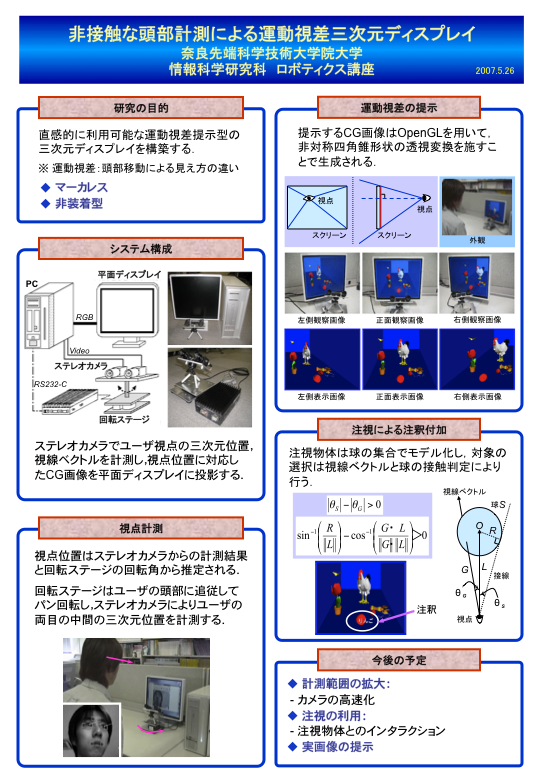 非接触な頭部計測による運動視差三次元ディスプレイ
奈良先端科学技術大学院大学
情報科学研究科 ロボティクス講座
2007.5.26
研究の目的
直感的に利用可能な運動視差提示型の
三次元ディスプレイを構築する.
※ 運動視差:頭部移動による見え方の違い
◆ マーカレス
◆ 非装着型
システム構成
平面ディスプレイ
PC
RGB
Video
ステレオカメラ
RS232-C
回転ステージ
ステレオカメラでユーザ視点の三次元位置,
視線ベクトルを計測し,視点位置に対応し
たCG画像を平面ディスプレイに投影する.
視点計測
視点位置はステレオカメラからの計測結果
と回転ステージの回転角から推定される.
回転ステージはユーザの頭部に追従して
パン回転し,ステレオカメラによりユーザの
両目の中間の三次元位置を計測する.
運動視差の提示
提示するCG画像はOpenGLを用いて,
非対称四角錐形状の透視変換を施すこ
とで生成される.
視点
スクリーン
視点
スクリーン
外観
左側観察画像
正面観察画像
右側観察画像
左側表示画像
正面表示画像
右側表示画像
注視による注釈付加
注視物体は球の集合でモデル化し, 対象の
選択は視線ベクトルと球の接触判定により
行う.
|θS| − |θG| > 0
sin⁻¹(R / ‖L‖) − cos⁻¹(G・L / ‖G‖‖L‖) > 0
りんご
注釈
視線ベクトル
球S
O
R
G
L
接線
θg
θs
視点
今後の予定
◆ 計測範囲の拡大:
- カメラの高速化
◆ 注視の利用:
- 注視物体とのインタラクション
◆ 実画像の提示